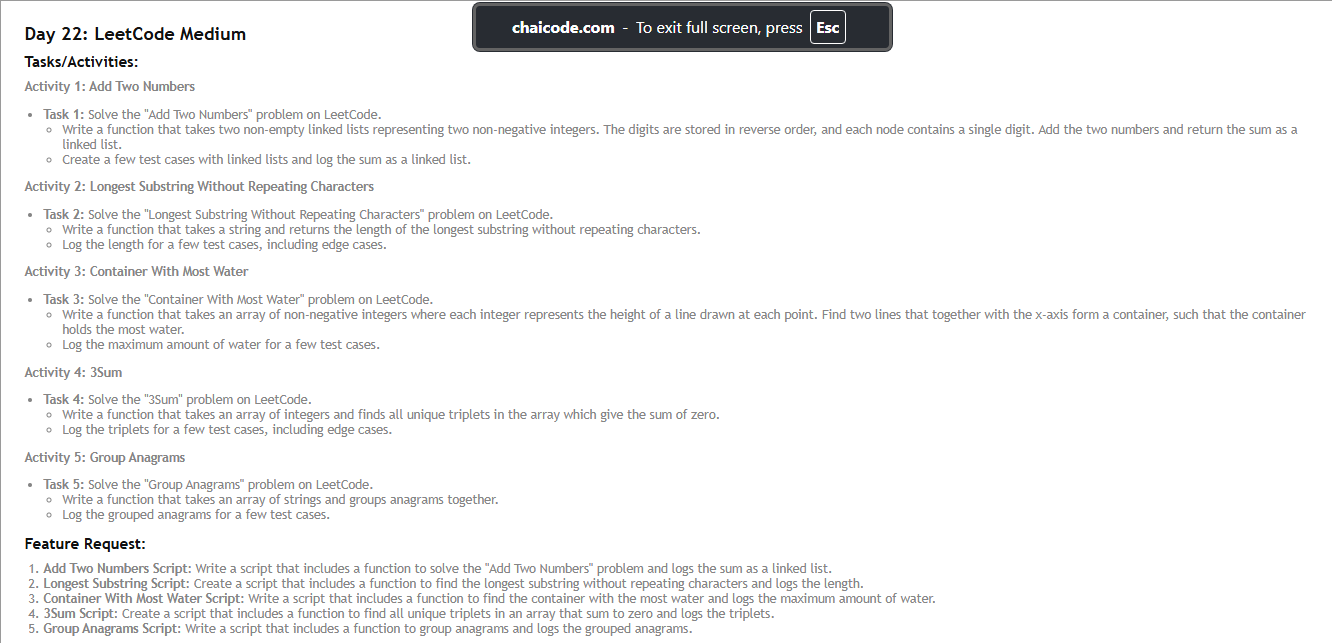 chaicode.com - To exit full screen, press Esc
Day 22: LeetCode Medium
Tasks/Activities:
Activity 1: Add Two Numbers
• Task 1: Solve the "Add Two Numbers" problem on LeetCode.
◦ Write a function that takes two non-empty linked lists representing two non-negative integers. The digits are stored in reverse order, and each node contains a single digit. Add the two numbers and return the sum as a
linked list.
◦ Create a few test cases with linked lists and log the sum as a linked list.
Activity 2: Longest Substring Without Repeating Characters
• Task 2: Solve the "Longest Substring Without Repeating Characters" problem on LeetCode.
◦ Write a function that takes a string and returns the length of the longest substring without repeating characters.
◦ Log the length for a few test cases, including edge cases.
Activity 3: Container With Most Water
• Task 3: Solve the "Container With Most Water" problem on LeetCode.
◦ Write a function that takes an array of non-negative integers where each integer represents the height of a line drawn at each point. Find two lines that together with the x-axis form a container, such that the container
holds the most water.
◦ Log the maximum amount of water for a few test cases.
Activity 4: 3Sum
• Task 4: Solve the "3Sum" problem on LeetCode.
◦ Write a function that takes an array of integers and finds all unique triplets in the array which give the sum of zero.
◦ Log the triplets for a few test cases, including edge cases.
Activity 5: Group Anagrams
• Task 5: Solve the "Group Anagrams" problem on LeetCode.
◦ Write a function that takes an array of strings and groups anagrams together.
◦ Log the grouped anagrams for a few test cases.
Feature Request:
1. Add Two Numbers Script: Write a script that includes a function to solve the "Add Two Numbers" problem and logs the sum as a linked list.
2. Longest Substring Script: Create a script that includes a function to find the longest substring without repeating characters and logs the length.
3. Container With Most Water Script: Write a script that includes a function to find the container with the most water and logs the maximum amount of water.
4. 3Sum Script: Create a script that includes a function to find all unique triplets in an array that sum to zero and logs the triplets.
5. Group Anagrams Script: Write a script that includes a function to group anagrams and logs the grouped anagrams.